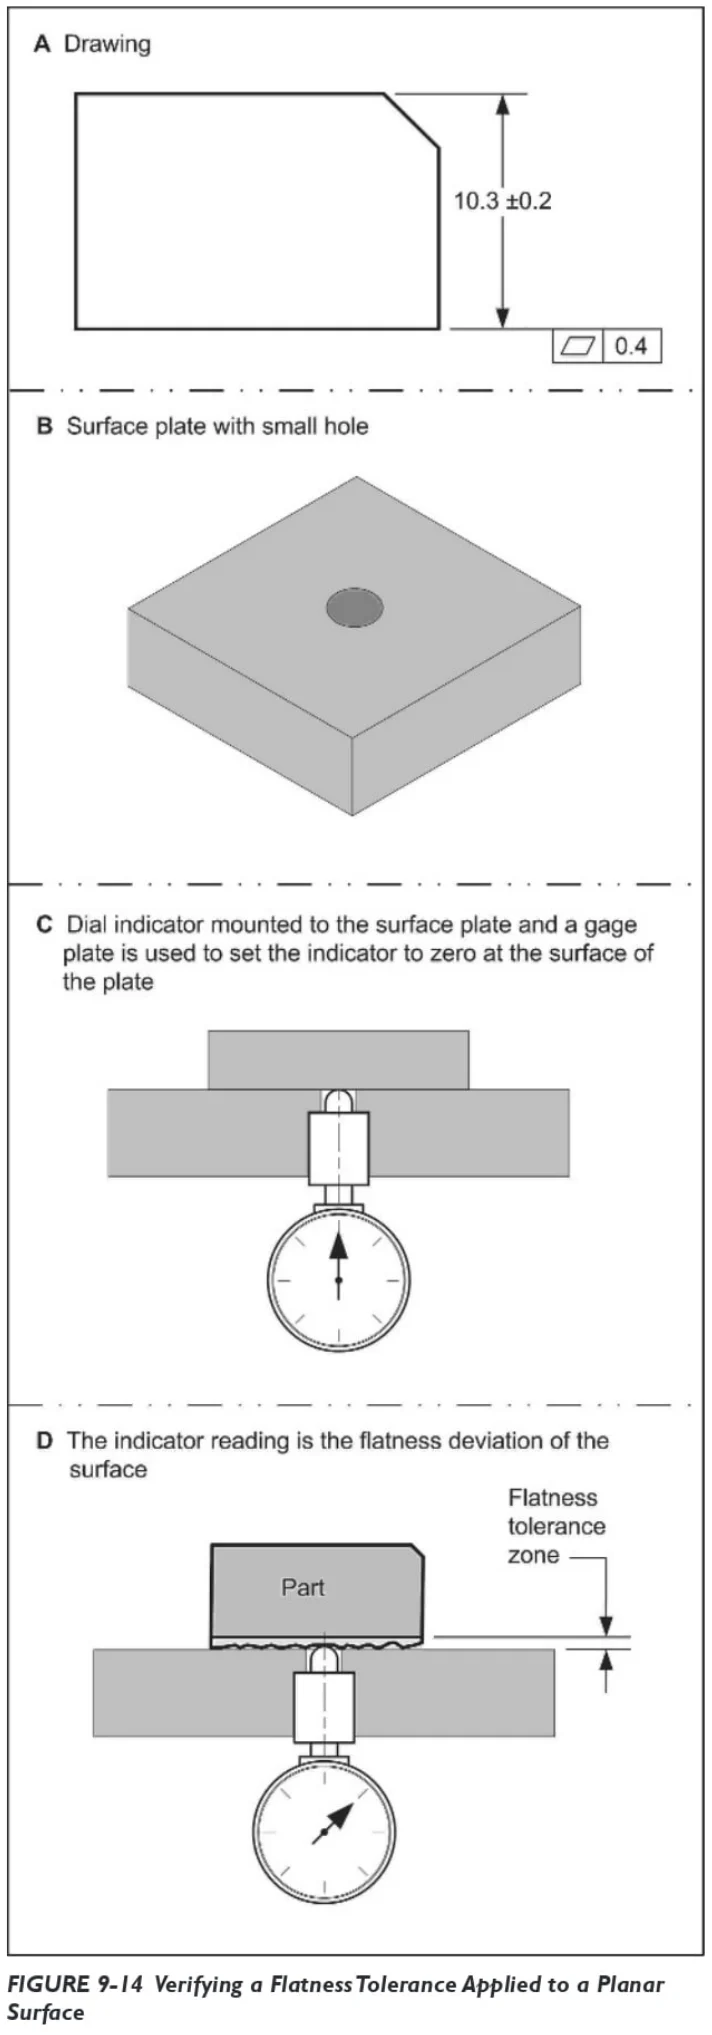 A Drawing
10.3 ±0.2
0.4
B Surface plate with small hole
C Dial indicator mounted to the surface plate and a gage
plate is used to set the indicator to zero at the surface of
the plate
D The indicator reading is the flatness deviation of the
surface
Flatness
tolerance
zone
Part
FIGURE 9-14 Verifying a Flatness Tolerance Applied to a Planar
Surface